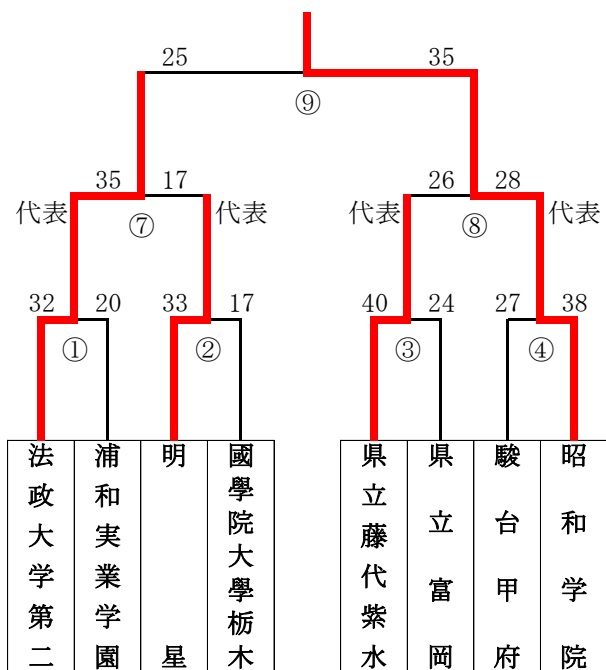 25 35
⑨
35 17 26 28
代表 ⑦ 代表 代表 ⑧ 代表
32 20 33 17 40 24 27 38
① ② ③ ④
法政大学第二
浦和実業学園
明星
國學院大學栃木
県立藤代紫水
県立富岡
駿台甲府
昭和学院